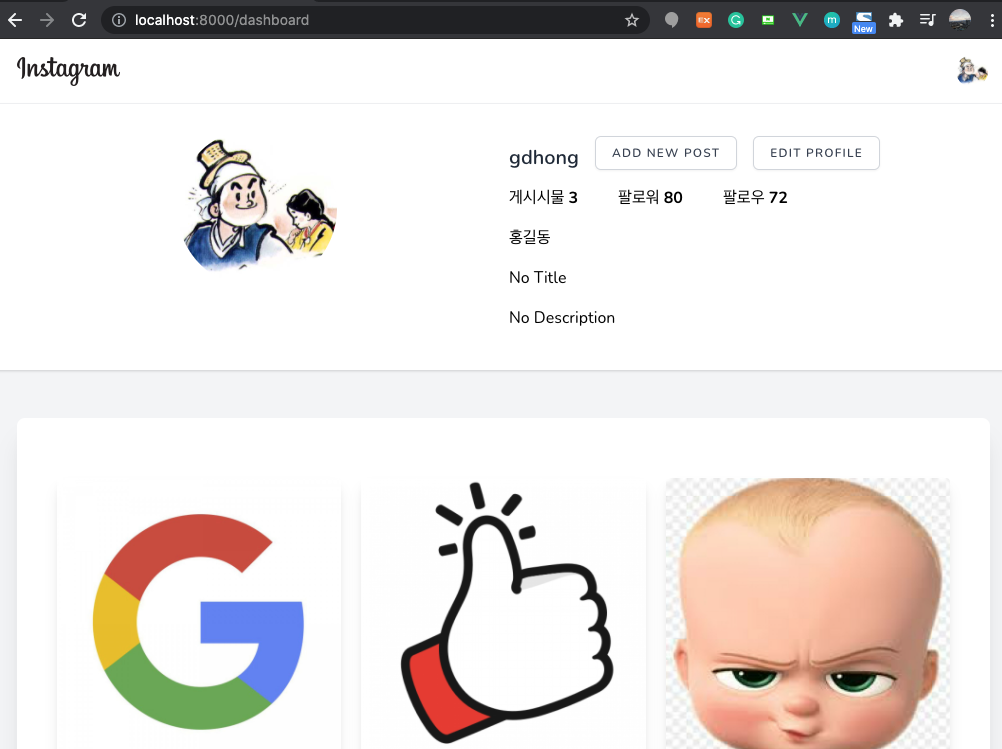 localhost:8000/dashboard
New
Instagram
gdhong ADD NEW POST EDIT PROFILE
게시시물 3 팔로워 80 팔로우 72
홍길동
No Title
No Description